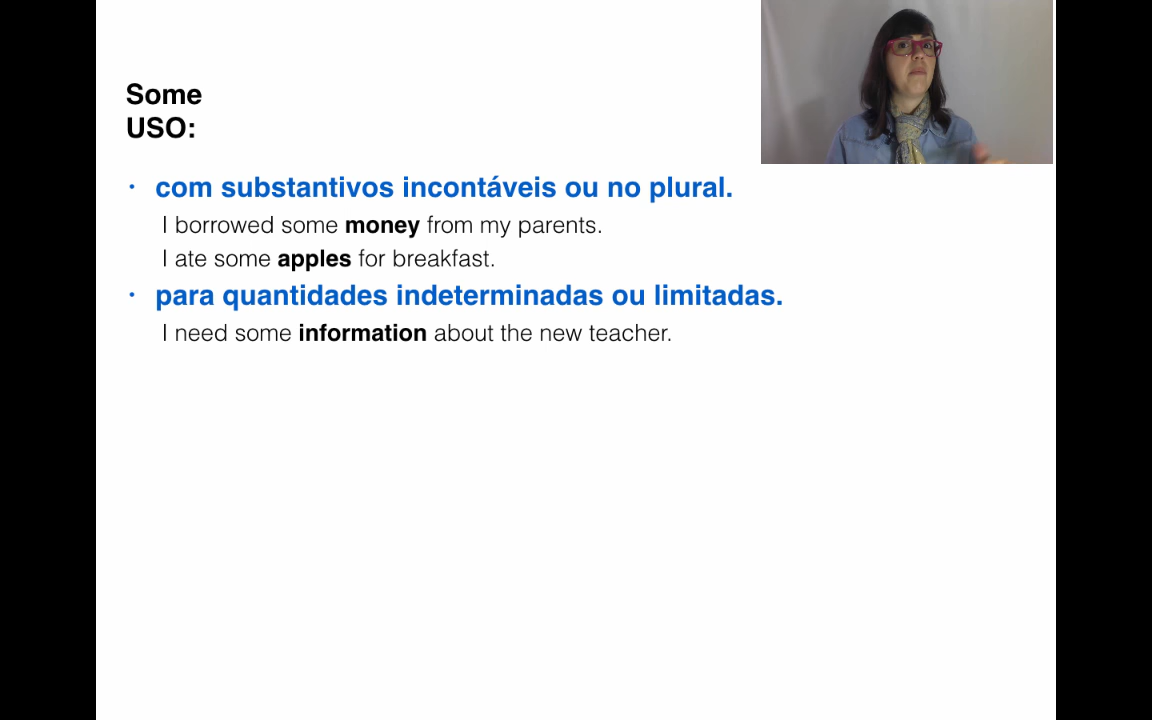 Some
USO:
• com substantivos incontáveis ou no plural.
I borrowed some money from my parents.
I ate some apples for breakfast.
• para quantidades indeterminadas ou limitadas.
I need some information about the new teacher.